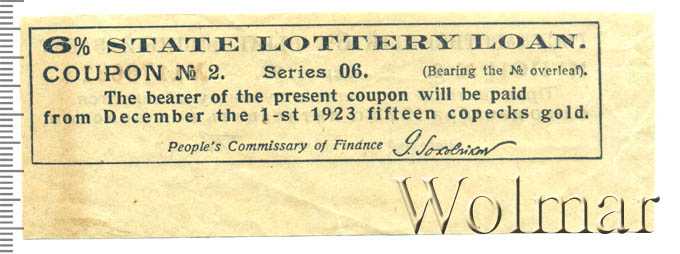 6% STATE LOTTERY LOAN.
COUPON № 2. Series 06. (Bearing the № overleaf).
The bearer of the present coupon will be paid
from December the 1-st 1923 fifteen copecks gold.
People's Commissary of Finance G. Sokolnikov
Wolmar